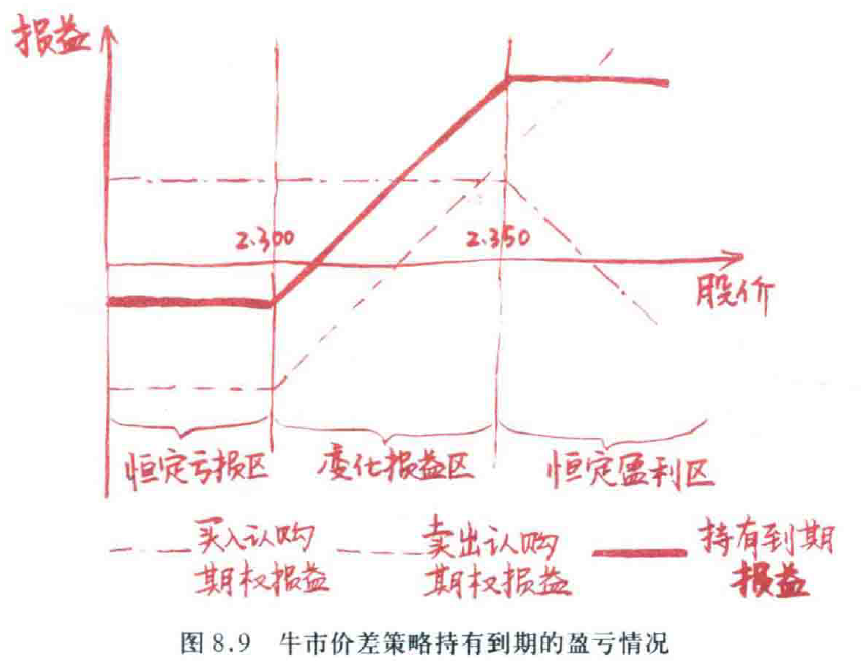 损益
2.300
2.350
股价
恒定亏损区
变化损益区
恒定盈利区
买入认购
期权损益
卖出认购
期权损益
持有到期
损益
图 8.9 牛市价差策略持有到期的盈亏情况